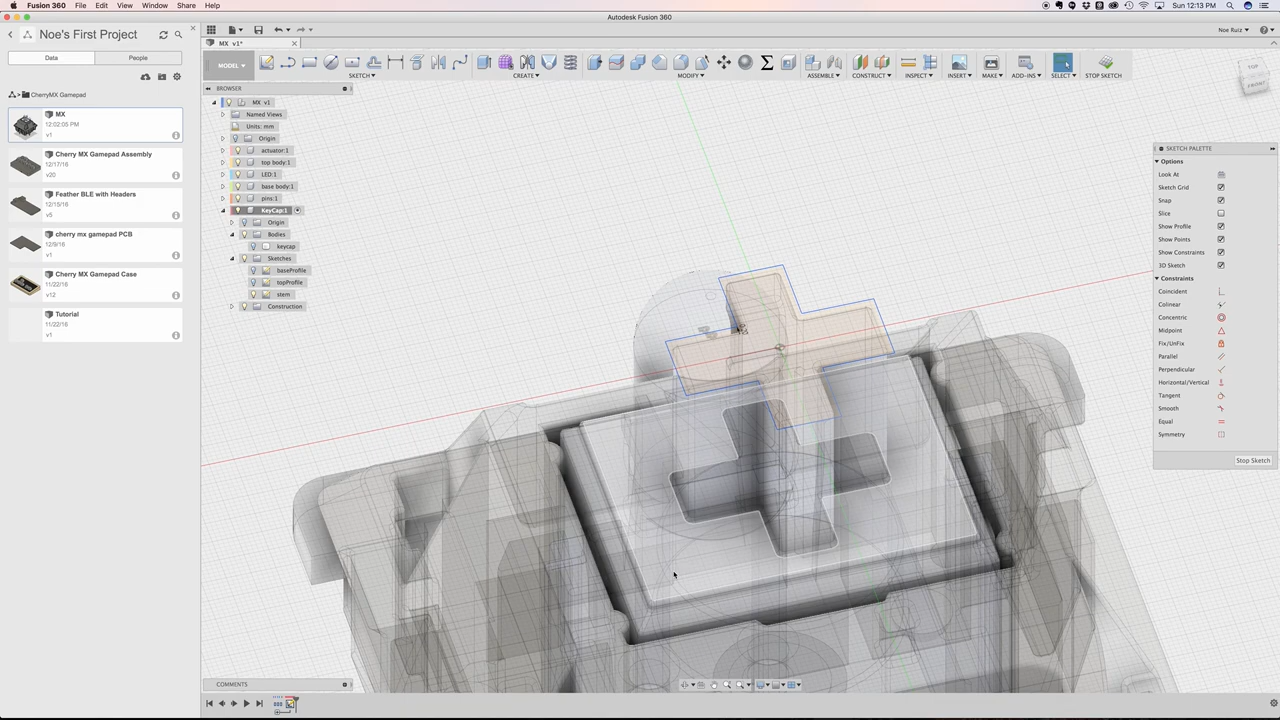 Fusion 360 File Edit View Window Share Help
Sun 12:13 PM
Autodesk Fusion 360
Noe's First Project
Noe Ruiz
MX v1*
Data People
MODEL
SKETCH CREATE MODIFY ASSEMBLE CONSTRUCT INSPECT INSERT MAKE ADD-INS SELECT STOP SKETCH
TOP
FRONT
BROWSER
CherryMX Gamepad
MX
12:02:05 PM
v1
Cherry MX Gamepad Assembly
12/17/16
v20
Feather BLE with Headers
12/15/16
v5
cherry mx gamepad PCB
12/9/16
v1
Cherry MX Gamepad Case
11/22/16
v12
Tutorial
11/22/16
v1
MX v1
Named Views
Units: mm
Origin
actuator:1
top body:1
LED:1
base body:1
pins:1
KeyCap:1
Origin
Bodies
keycap
Sketches
baseProfile
topProfile
stem
Construction
SKETCH PALETTE
Options
Look At
Sketch Grid
Snap
Slice
Show Profile
Show Points
Show Constraints
3D Sketch
Constraints
Coincident
Colinear
Concentric
Midpoint
Fix/UnFix
Parallel
Perpendicular
Horizontal/Vertical
Tangent
Smooth
Equal
Symmetry
Stop Sketch
COMMENTS